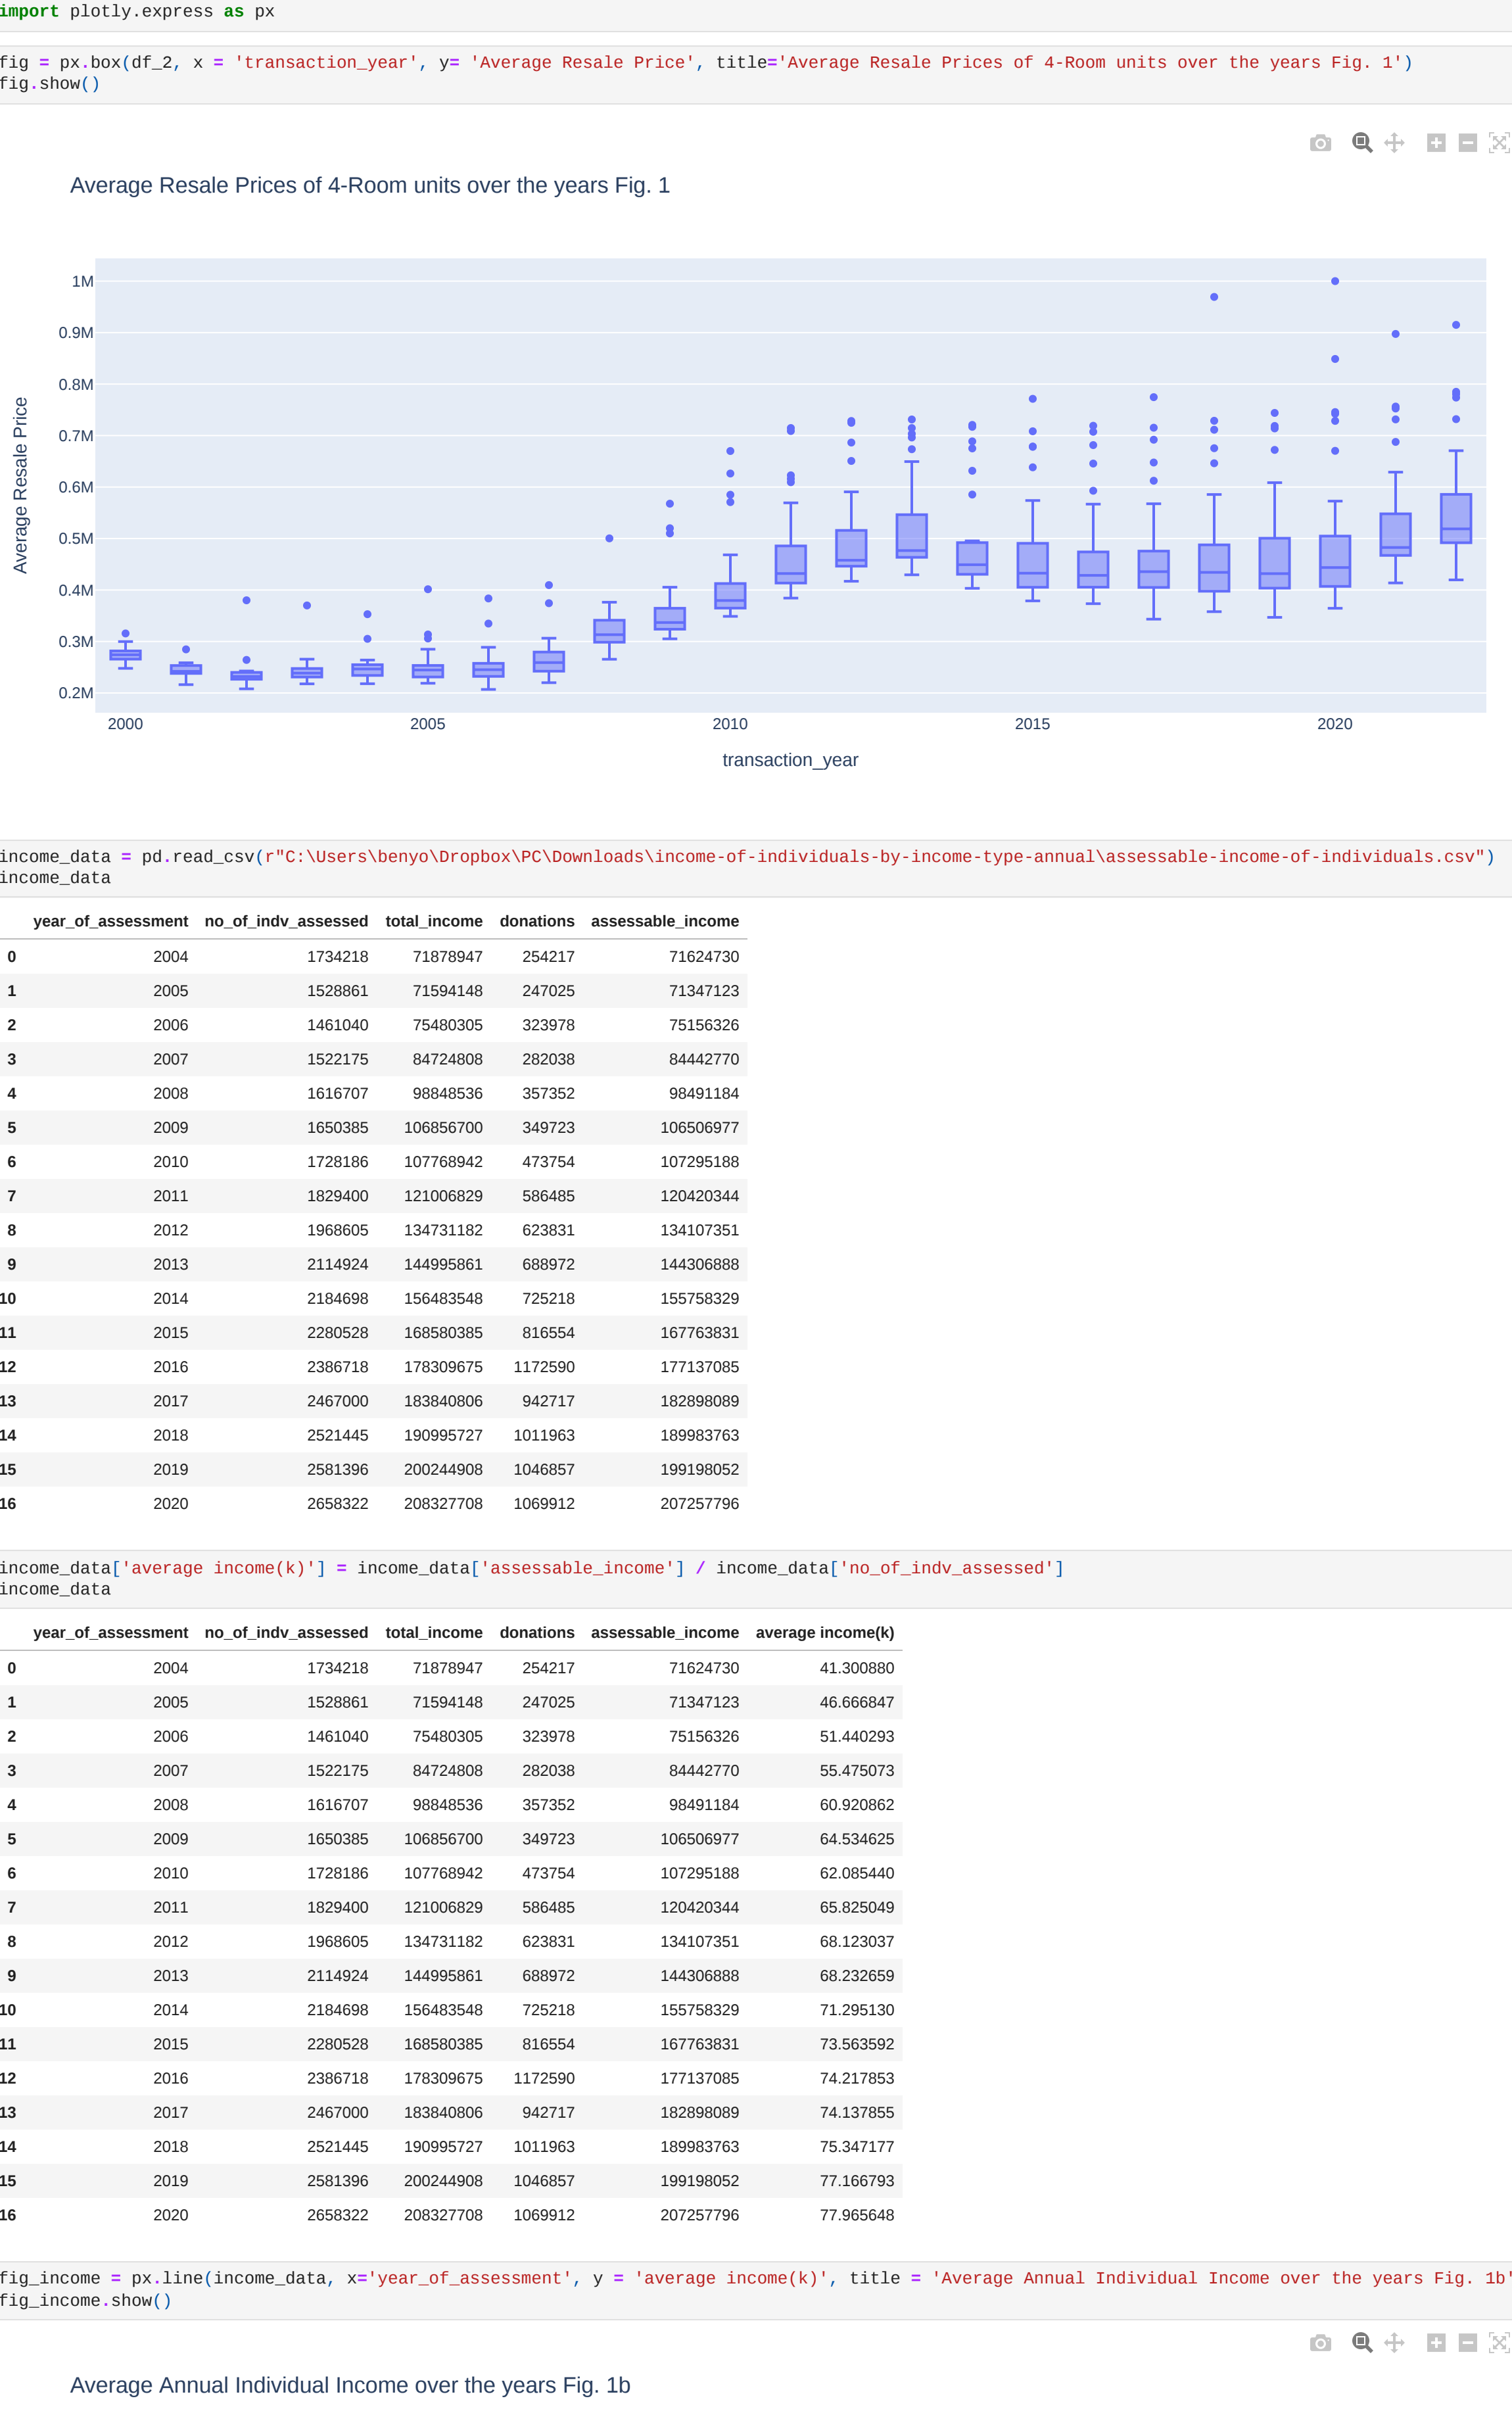 import plotly.express as px
fig = px.box(df_2, x = 'transaction_year', y= 'Average Resale Price', title='Average Resale Prices of 4-Room units over the years Fig. 1')
fig.show()
Average Resale Prices of 4-Room units over the years Fig. 1
1M
0.9M
0.8M
0.7M
0.6M
0.5M
0.4M
0.3M
0.2M
Average Resale Price
2000 2005 2010 2015 2020
transaction_year
income_data = pd.read_csv(r"C:\Users\benyo\Dropbox\PC\Downloads\income-of-individuals-by-income-type-annual\assessable-income-of-individuals.csv")
income_data
year_of_assessment no_of_indv_assessed total_income donations assessable_income
0 2004 1734218 71878947 254217 71624730
1 2005 1528861 71594148 247025 71347123
2 2006 1461040 75480305 323978 75156326
3 2007 1522175 84724808 282038 84442770
4 2008 1616707 98848536 357352 98491184
5 2009 1650385 106856700 349723 106506977
6 2010 1728186 107768942 473754 107295188
7 2011 1829400 121006829 586485 120420344
8 2012 1968605 134731182 623831 134107351
9 2013 2114924 144995861 688972 144306888
10 2014 2184698 156483548 725218 155758329
11 2015 2280528 168580385 816554 167763831
12 2016 2386718 178309675 1172590 177137085
13 2017 2467000 183840806 942717 182898089
14 2018 2521445 190995727 1011963 189983763
15 2019 2581396 200244908 1046857 199198052
16 2020 2658322 208327708 1069912 207257796
income_data['average income(k)'] = income_data['assessable_income'] / income_data['no_of_indv_assessed']
income_data
year_of_assessment no_of_indv_assessed total_income donations assessable_income average income(k)
0 2004 1734218 71878947 254217 71624730 41.300880
1 2005 1528861 71594148 247025 71347123 46.666847
2 2006 1461040 75480305 323978 75156326 51.440293
3 2007 1522175 84724808 282038 84442770 55.475073
4 2008 1616707 98848536 357352 98491184 60.920862
5 2009 1650385 106856700 349723 106506977 64.534625
6 2010 1728186 107768942 473754 107295188 62.085440
7 2011 1829400 121006829 586485 120420344 65.825049
8 2012 1968605 134731182 623831 134107351 68.123037
9 2013 2114924 144995861 688972 144306888 68.232659
10 2014 2184698 156483548 725218 155758329 71.295130
11 2015 2280528 168580385 816554 167763831 73.563592
12 2016 2386718 178309675 1172590 177137085 74.217853
13 2017 2467000 183840806 942717 182898089 74.137855
14 2018 2521445 190995727 1011963 189983763 75.347177
15 2019 2581396 200244908 1046857 199198052 77.166793
16 2020 2658322 208327708 1069912 207257796 77.965648
fig_income = px.line(income_data, x='year_of_assessment', y = 'average income(k)', title = 'Average Annual Individual Income over the years Fig. 1b'
fig_income.show()
Average Annual Individual Income over the years Fig. 1b